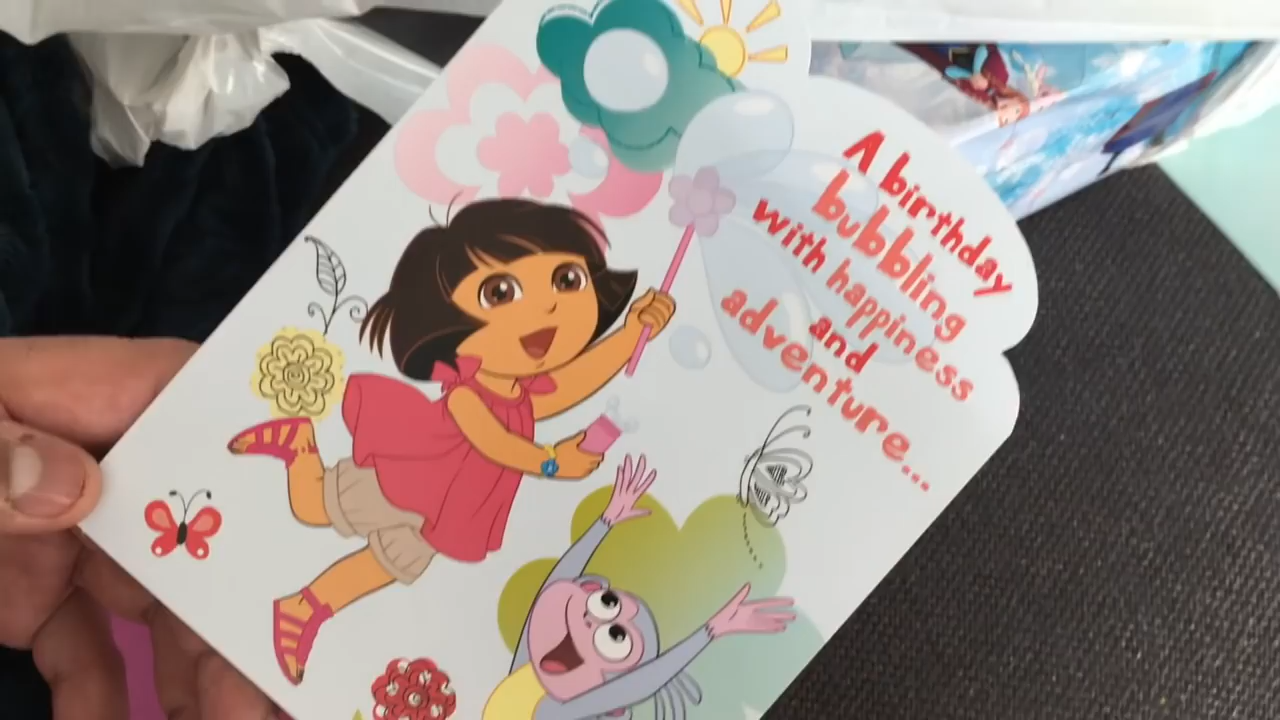 A birthday
bubbling
with happiness
and
adventure...